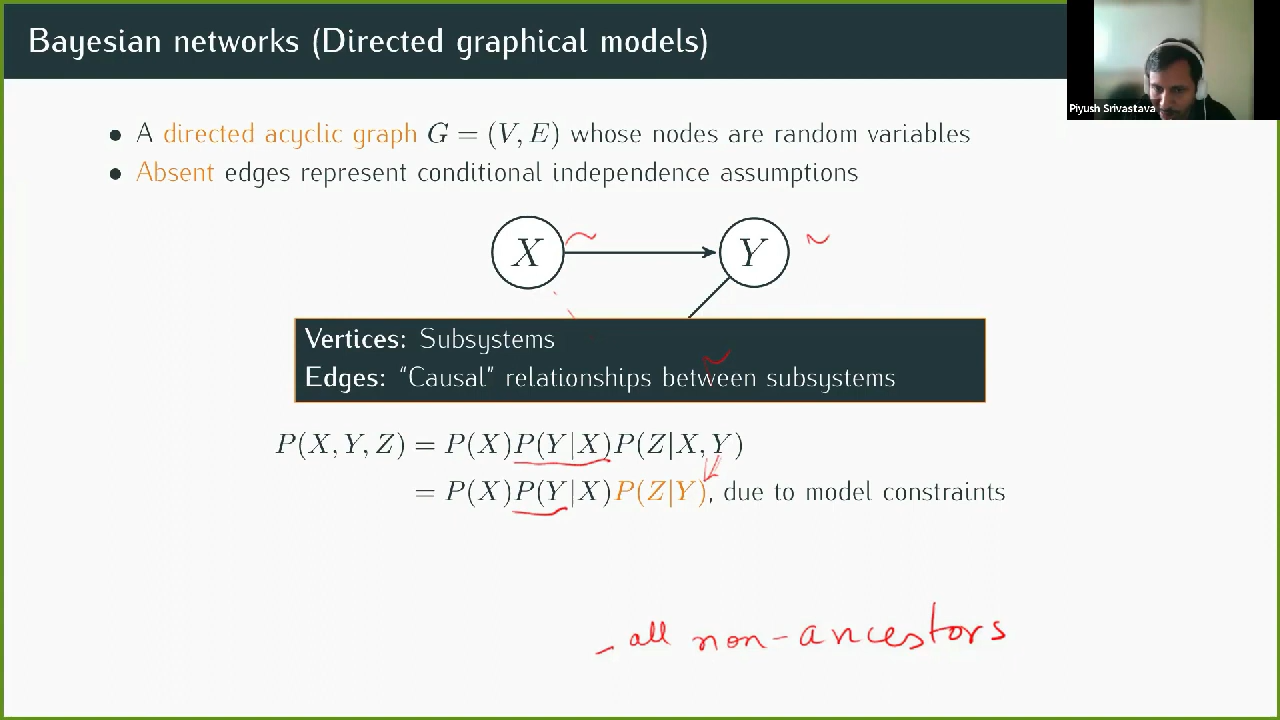 Bayesian networks (Directed graphical models)
Piyush Srivastava
• A directed acyclic graph G = (V, E) whose nodes are random variables
• Absent edges represent conditional independence assumptions
X Y
Vertices: Subsystems
Edges: "Causal" relationships between subsystems
P(X, Y, Z) = P(X)P(Y|X)P(Z|X, Y)
= P(X)P(Y|X)P(Z|Y), due to model constraints
- all non-ancestors